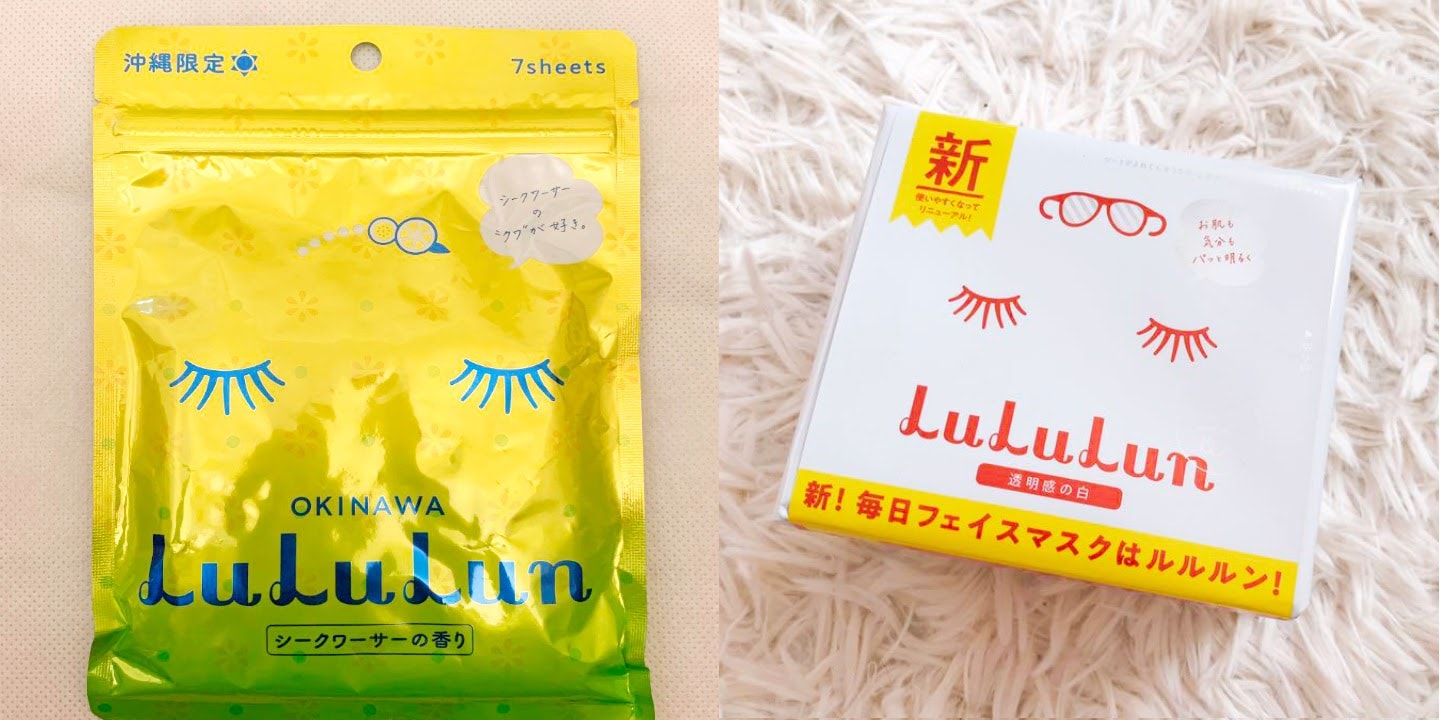 沖縄限定
7sheets
シークワーサー
の
ニクワが好き。
OKINAWA
LuLuLun
シークワーサーの香り
新
使いやすくなって
リニューアル!
お肌も
気分も
パッと明るく
LuLuLun
透明感の白
新!毎日フェイスマスクはルルルン!